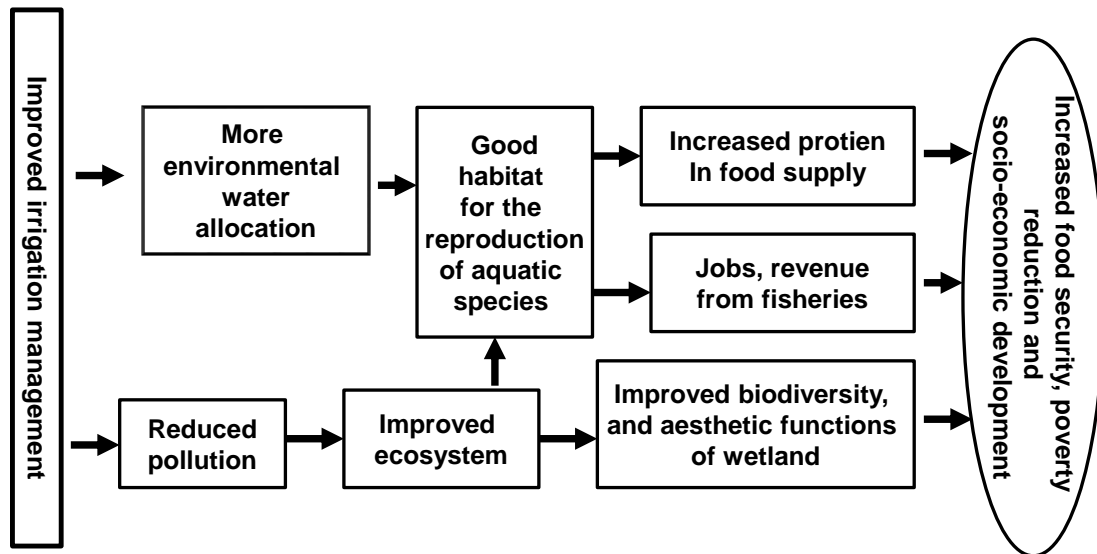 Improved irrigation management
More
environmental
water
allocation
Good
habitat
for the
reproduction
of aquatic
species
Increased protien
In food supply
Jobs, revenue
from fisheries
Reduced
pollution
Improved
ecosystem
Improved biodiversity,
and aesthetic functions
of wetland
Increased food security, poverty
reduction and
socio-economic development